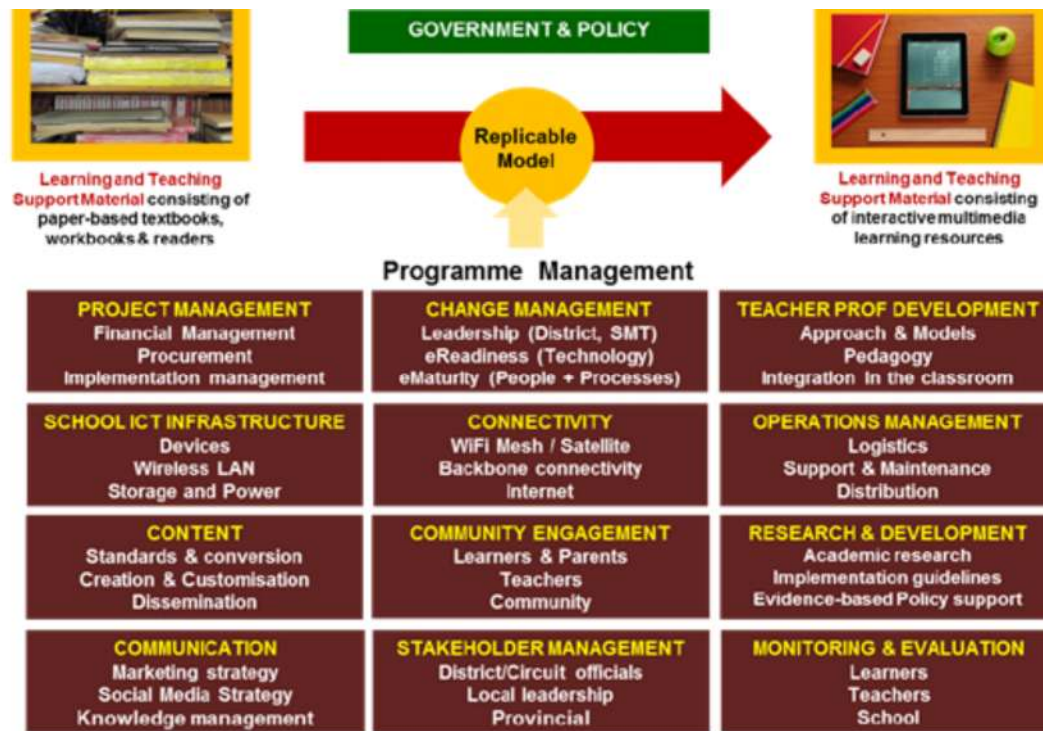 GOVERNMENT & POLICY
Replicable
Model
Learning and Teaching
Support Material consisting of
paper-based textbooks,
workbooks & readers
Learning and Teaching
Support Material consisting
of interactive multimedia
learning resources
Programme Management
PROJECT MANAGEMENT
Financial Management
Procurement
Implementation management
CHANGE MANAGEMENT
Leadership (District, SMT)
eReadiness (Technology)
eMaturity (People + Processes)
TEACHER PROF DEVELOPMENT
Approach & Models
Pedagogy
Integration in the classroom
SCHOOL ICT INFRASTRUCTURE
Devices
Wireless LAN
Storage and Power
CONNECTIVITY
WiFi Mesh / Satellite
Backbone connectivity
Internet
OPERATIONS MANAGEMENT
Logistics
Support & Maintenance
Distribution
CONTENT
Standards & conversion
Creation & Customisation
Dissemination
COMMUNITY ENGAGEMENT
Learners & Parents
Teachers
Community
RESEARCH & DEVELOPMENT
Academic research
Implementation guidelines
Evidence-based Policy support
COMMUNICATION
Marketing strategy
Social Media Strategy
Knowledge management
STAKEHOLDER MANAGEMENT
District/Circuit officials
Local leadership
Provincial
MONITORING & EVALUATION
Learners
Teachers
School